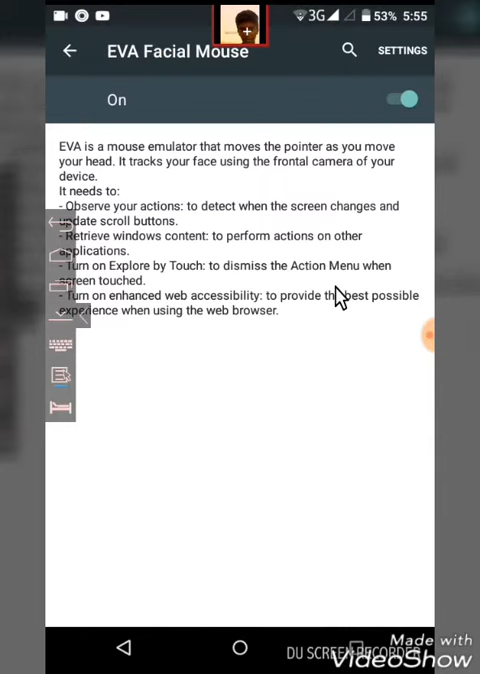 3G 53% 5:55
EVA Facial Mouse SETTINGS
On
EVA is a mouse emulator that moves the pointer as you move
your head. It tracks your face using the frontal camera of your
device.
It needs to:
- Observe your actions: to detect when the screen changes and
update scroll buttons.
- Retrieve windows content: to perform actions on other
applications.
- Turn on Explore by Touch: to dismiss the Action Menu when
screen touched.
- Turn on enhanced web accessibility: to provide the best possible
experience when using the web browser.
Made with
DU SCREEN RECORDER
VideoShow